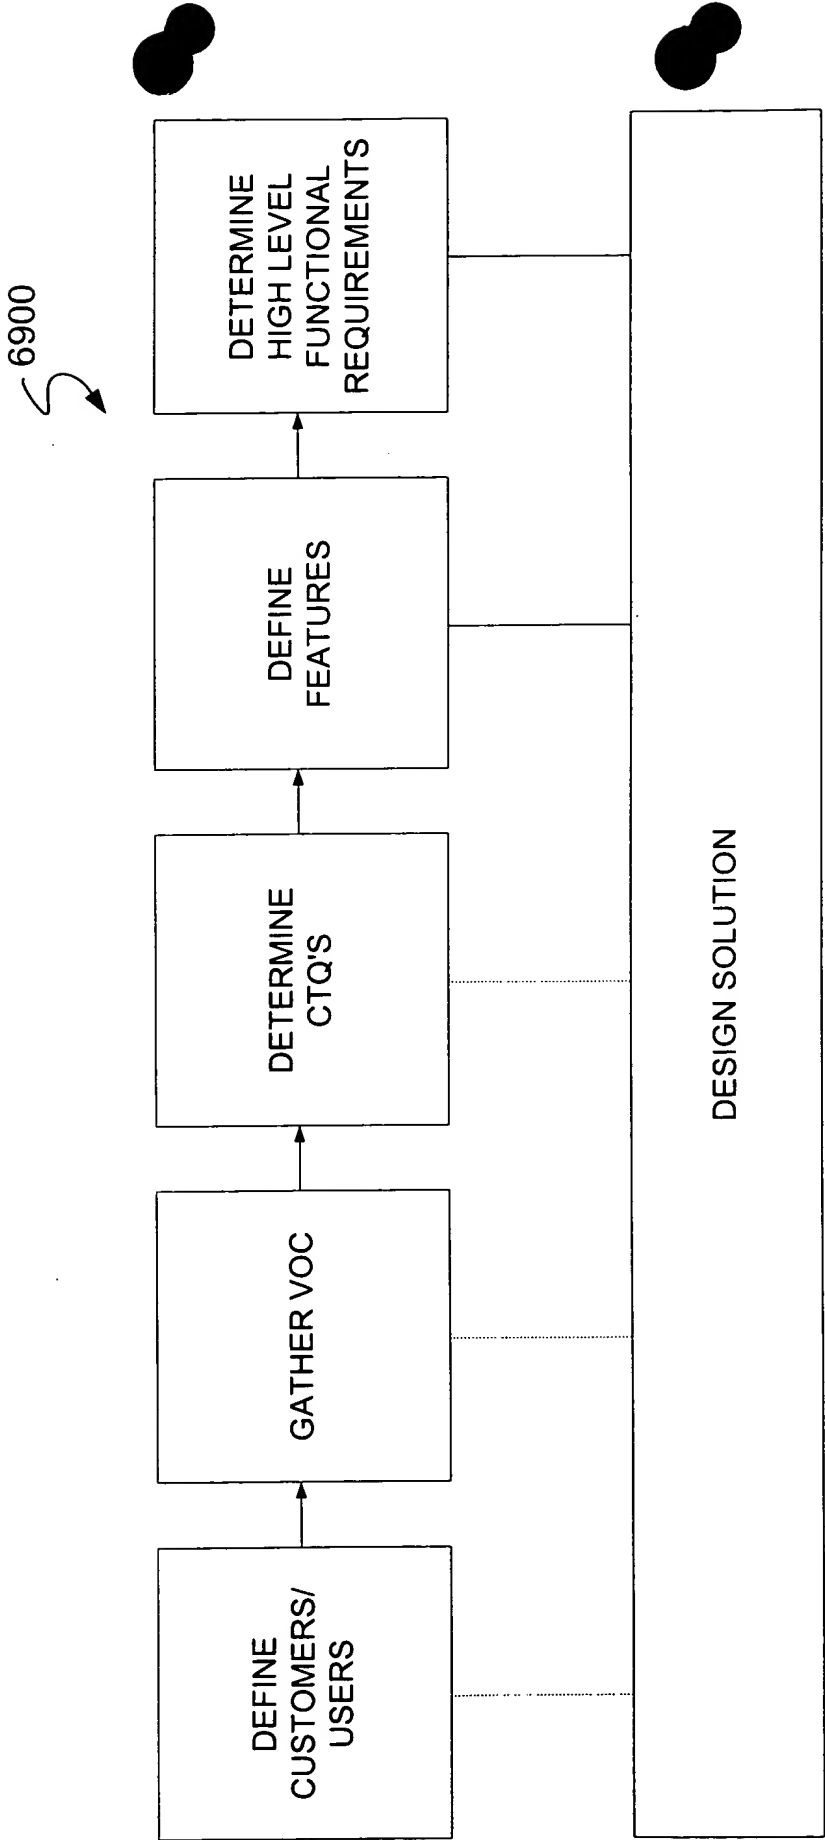 6900
DEFINE
CUSTOMERS/
USERS
GATHER VOC
DETERMINE
CTQ'S
DEFINE
FEATURES
DETERMINE
HIGH LEVEL
FUNCTIONAL
REQUIREMENTS
DESIGN SOLUTION